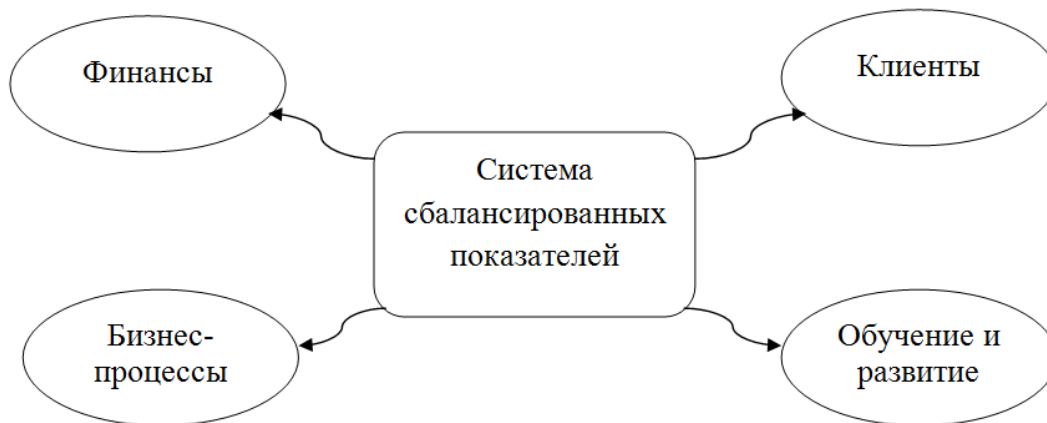 Финансы
Клиенты
Система
сбалансированных
показателей
Бизнес-
процессы
Обучение и
развитие